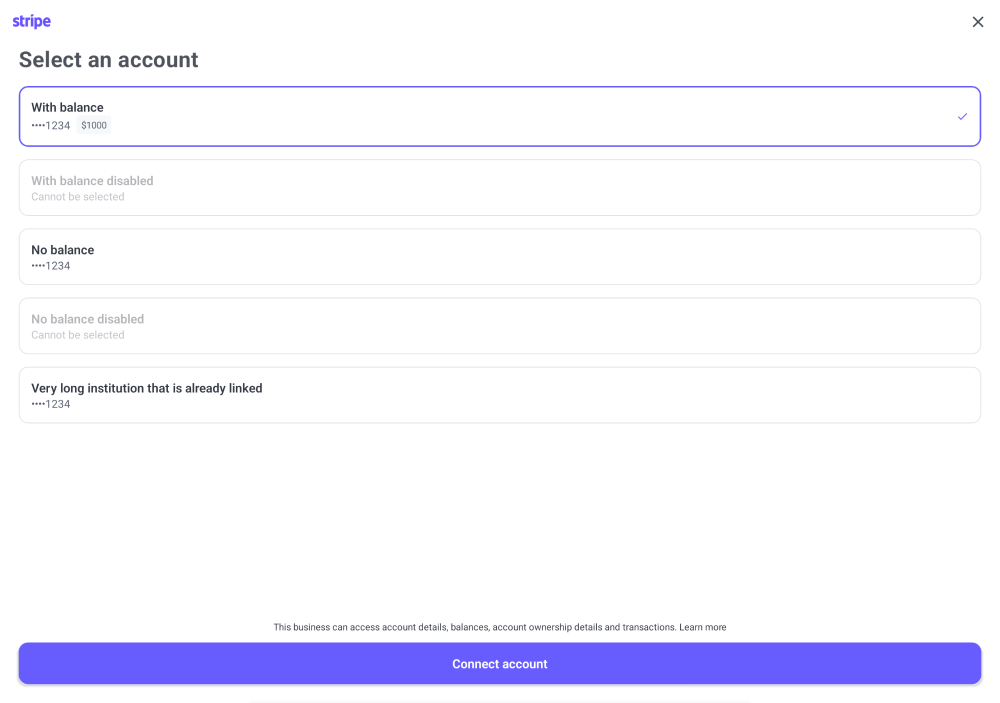 stripe
Select an account
With balance
••••1234 $1000
With balance disabled
Cannot be selected
No balance
••••1234
No balance disabled
Cannot be selected
Very long institution that is already linked
••••1234
This business can access account details, balances, account ownership details and transactions. Learn more
Connect account